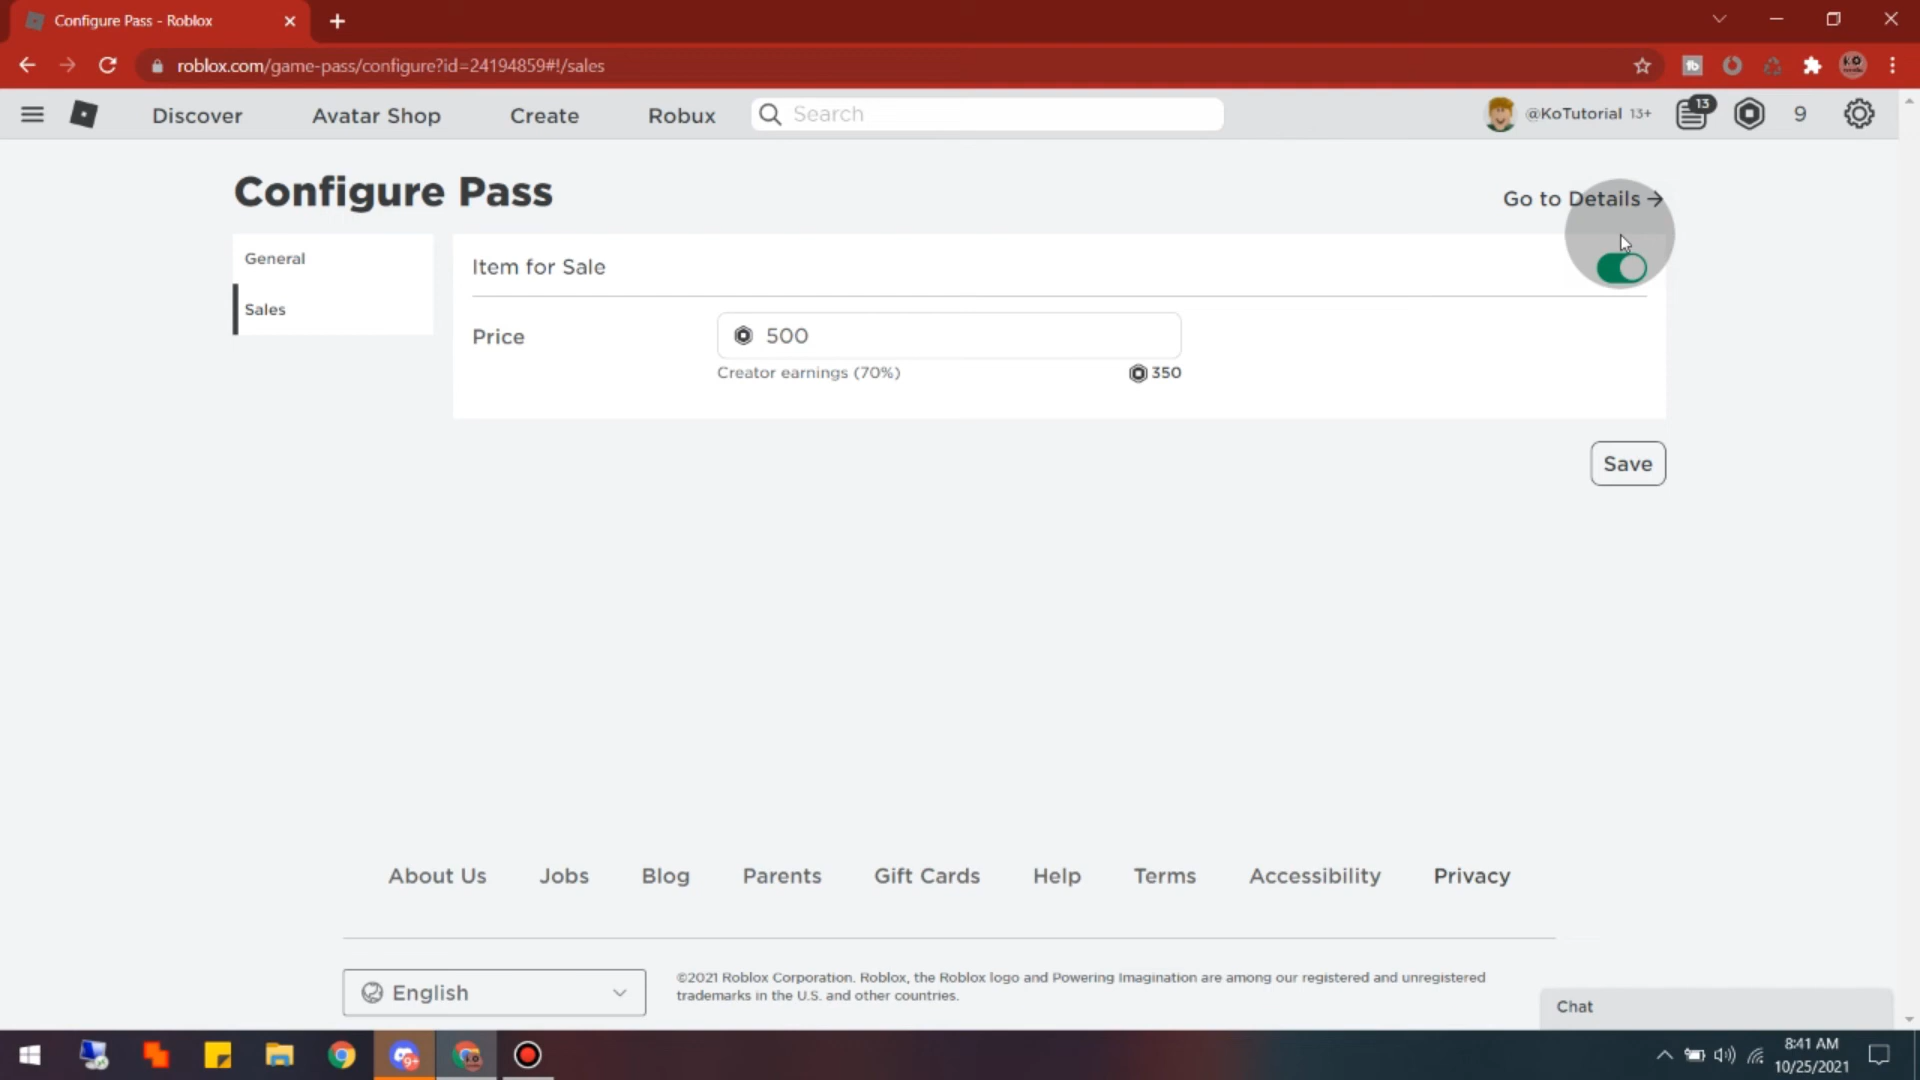 Configure Pass - Roblox
roblox.com/game-pass/configure?id=24194859#!/sales
Discover
Avatar Shop
Create
Robux
Search
@KoTutorial 13+
13
9
Configure Pass
Go to Details
General
Sales
Item for Sale
Price
500
Creator earnings (70%)
350
Save
About Us
Jobs
Blog
Parents
Gift Cards
Help
Terms
Accessibility
Privacy
English
©2021 Roblox Corporation. Roblox, the Roblox logo and Powering Imagination are among our registered and unregistered
trademarks in the U.S. and other countries.
Chat
9+
8:41 AM
10/25/2021